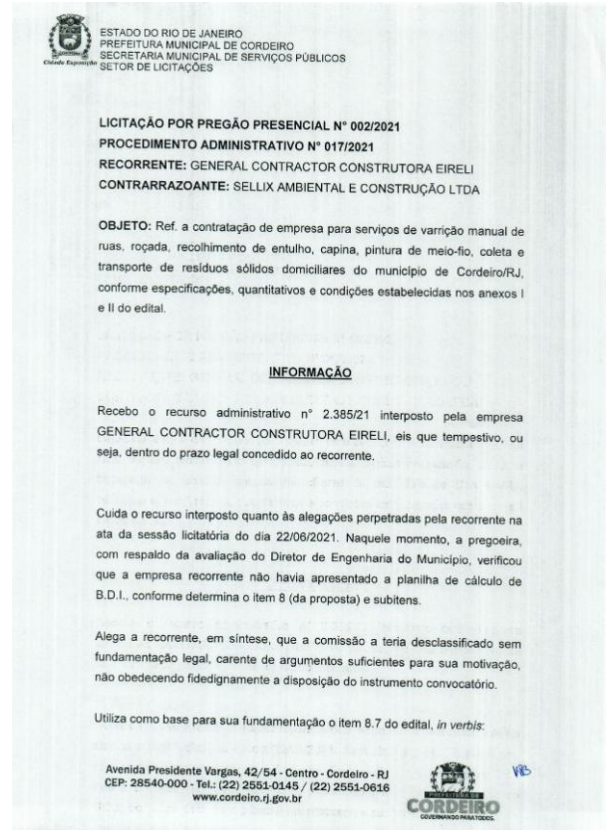 ESTADO DO RIO DE JANEIRO
PREFEITURA MUNICIPAL DE CORDEIRO
SECRETARIA MUNICIPAL DE SERVIÇOS PÚBLICOS
SETOR DE LICITAÇÕES
Cidade Exposição
LICITAÇÃO POR PREGÃO PRESENCIAL N° 002/2021
PROCEDIMENTO ADMINISTRATIVO N° 017/2021
RECORRENTE: GENERAL CONTRACTOR CONSTRUTORA EIRELI
CONTRARRAZOANTE: SELLIX AMBIENTAL E CONSTRUÇÃO LTDA
OBJETO: Ref. a contratação de empresa para serviços de varrição manual de
ruas, roçada, recolhimento de entulho, capina, pintura de meio-fio, coleta e
transporte de resíduos sólidos domiciliares do município de Cordeiro/RJ,
conforme especificações, quantitativos e condições estabelecidas nos anexos I
e II do edital.
INFORMAÇÃO
Recebo o recurso administrativo n° 2.385/21 interposto pela empresa
GENERAL CONTRACTOR CONSTRUTORA EIRELI, eis que tempestivo, ou
seja, dentro do prazo legal concedido ao recorrente.
Cuida o recurso interposto quanto às alegações perpetradas pela recorrente na
ata da sessão licitatória do dia 22/06/2021. Naquele momento, a pregoeira,
com respaldo da avaliação do Diretor de Engenharia do Município, verificou
que a empresa recorrente não havia apresentado a planilha de cálculo de
B.D.I., conforme determina o item 8 (da proposta) e subitens.
Alega a recorrente, em síntese, que a comissão a teria desclassificado sem
fundamentação legal, carente de argumentos suficientes para sua motivação,
não obedecendo fidedignamente a disposição do instrumento convocatório.
Utiliza como base para sua fundamentação o item 8.7 do edital, in verbis:
Avenida Presidente Vargas, 42/54 - Centro - Cordeiro - RJ
CEP: 28540-000 - Tel.: (22) 2551-0145 / (22) 2551-0616
www.cordeiro.rj.gov.br
PREFEITURA DE
CORDEIRO
GOVERNANDO PARA TODOS.